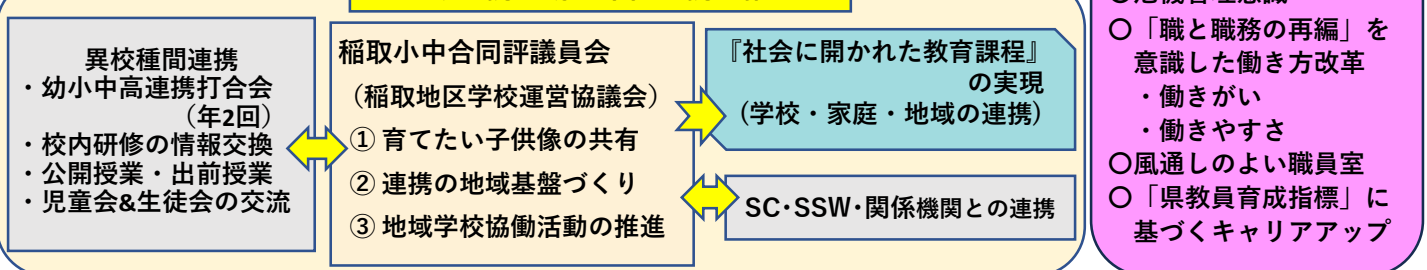 異校種間連携
・幼小中高連携打合会
（年2回）
・校内研修の情報交換
・公開授業・出前授業
・児童会&生徒会の交流
稲取小中合同評議員会
（稲取地区学校運営協議会）
① 育てたい子供像の共有
② 連携の地域基盤づくり
③ 地域学校協働活動の推進
『社会に開かれた教育課程』
の実現
（学校・家庭・地域の連携）
SC・SSW・関係機関との連携
〇「職と職務の再編」を
意識した働き方改革
・働きがい
・働きやすさ
〇風通しのよい職員室
〇「県教員育成指標」に
基づくキャリアアップ